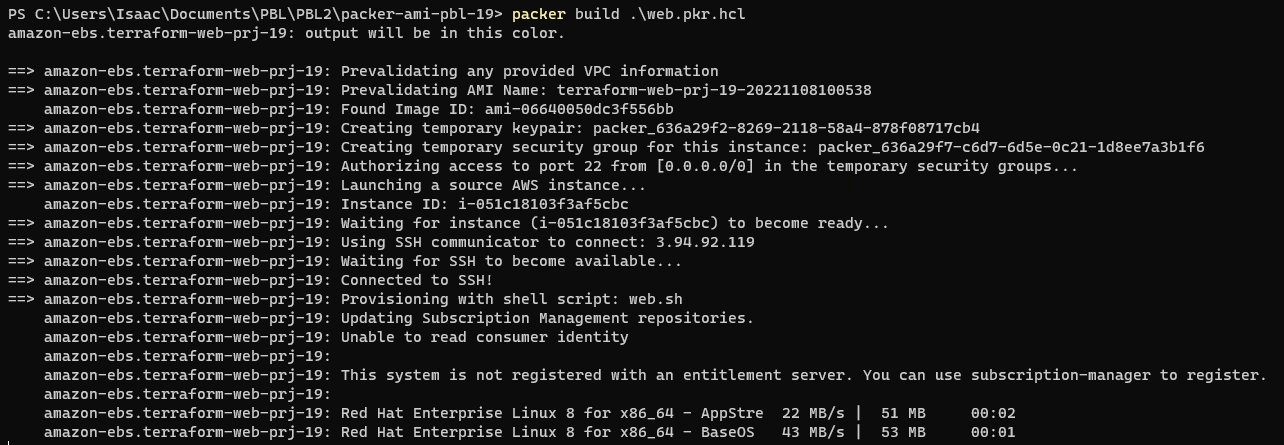 PS C:\Users\Isaac\Documents\PBL\PBL2\packer-ami-pbl-19> packer build .\web.pkr.hcl
amazon-ebs.terraform-web-prj-19: output will be in this color.

==> amazon-ebs.terraform-web-prj-19: Prevalidating any provided VPC information
==> amazon-ebs.terraform-web-prj-19: Prevalidating AMI Name: terraform-web-prj-19-20221108100538
    amazon-ebs.terraform-web-prj-19: Found Image ID: ami-06640050dc3f556bb
==> amazon-ebs.terraform-web-prj-19: Creating temporary keypair: packer_636a29f2-8269-2118-58a4-878f08717cb4
==> amazon-ebs.terraform-web-prj-19: Creating temporary security group for this instance: packer_636a29f7-c6d7-6d5e-0c21-1d8ee7a3b1f6
==> amazon-ebs.terraform-web-prj-19: Authorizing access to port 22 from [0.0.0.0/0] in the temporary security groups...
==> amazon-ebs.terraform-web-prj-19: Launching a source AWS instance...
    amazon-ebs.terraform-web-prj-19: Instance ID: i-051c18103f3af5cbc
==> amazon-ebs.terraform-web-prj-19: Waiting for instance (i-051c18103f3af5cbc) to become ready...
==> amazon-ebs.terraform-web-prj-19: Using SSH communicator to connect: 3.94.92.119
==> amazon-ebs.terraform-web-prj-19: Waiting for SSH to become available...
==> amazon-ebs.terraform-web-prj-19: Connected to SSH!
==> amazon-ebs.terraform-web-prj-19: Provisioning with shell script: web.sh
    amazon-ebs.terraform-web-prj-19: Updating Subscription Management repositories.
    amazon-ebs.terraform-web-prj-19: Unable to read consumer identity
    amazon-ebs.terraform-web-prj-19:
    amazon-ebs.terraform-web-prj-19: This system is not registered with an entitlement server. You can use subscription-manager to register.
    amazon-ebs.terraform-web-prj-19:
    amazon-ebs.terraform-web-prj-19: Red Hat Enterprise Linux 8 for x86_64 - AppStre  22 MB/s |  51 MB     00:02
    amazon-ebs.terraform-web-prj-19: Red Hat Enterprise Linux 8 for x86_64 - BaseOS   43 MB/s |  53 MB     00:01